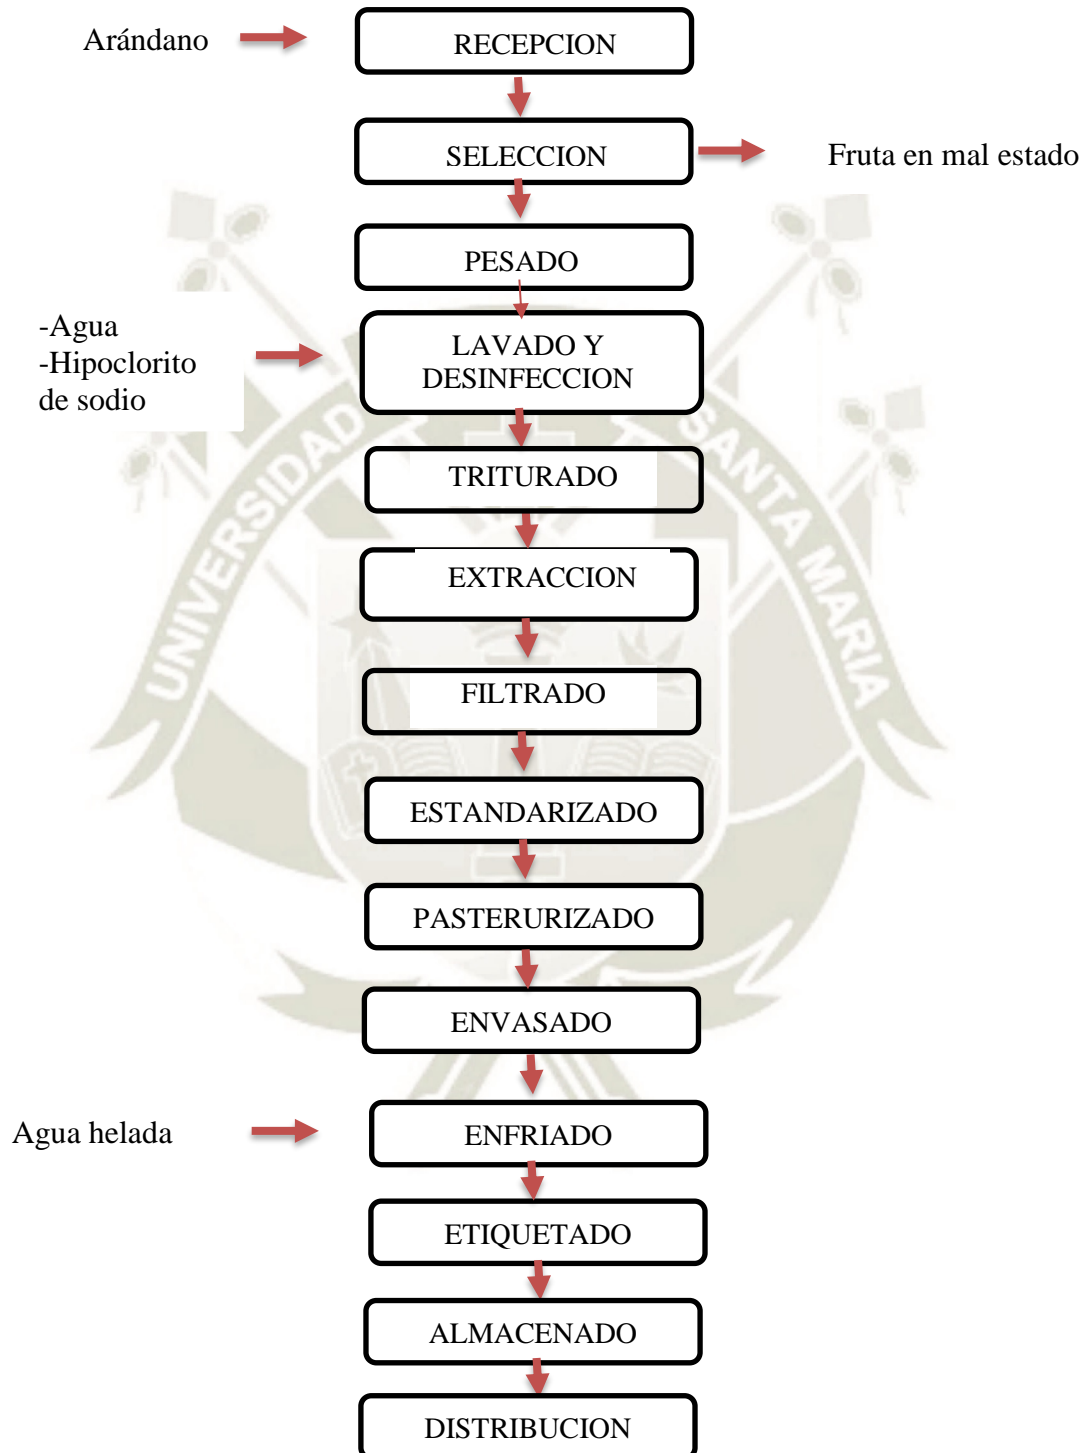 Arándano
RECEPCION
SELECCION
Fruta en mal estado
PESADO
-Agua
-Hipoclorito
de sodio
LAVADO Y
DESINFECCION
UNIVERSIDAD
SANTA MARIA
TRITURADO
EXTRACCION
FILTRADO
ESTANDARIZADO
PASTERURIZADO
ENVASADO
Agua helada
ENFRIADO
ETIQUETADO
ALMACENADO
DISTRIBUCION